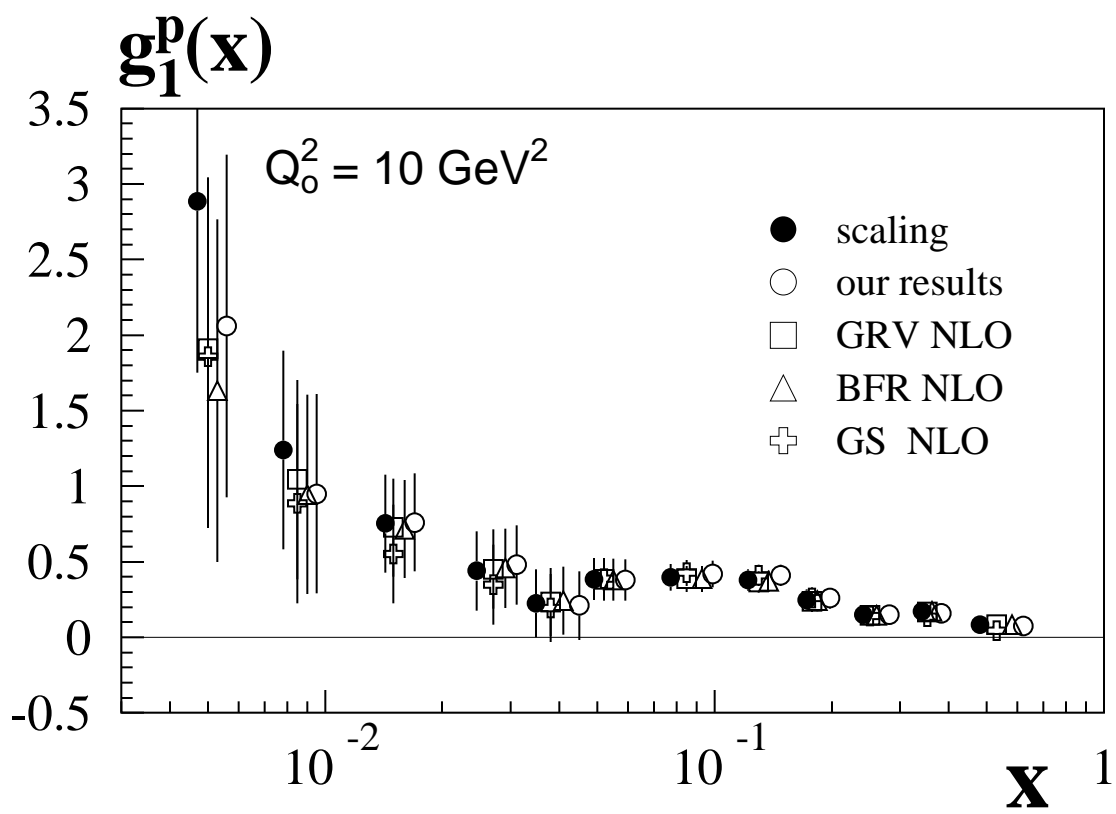 g₁ᵖ(x)
3.5
3
2.5
2
1.5
1
0.5
0
-0.5
Q₀² = 10 GeV²
scaling
our results
GRV NLO
BFR NLO
GS NLO
10⁻²
10⁻¹
1
x